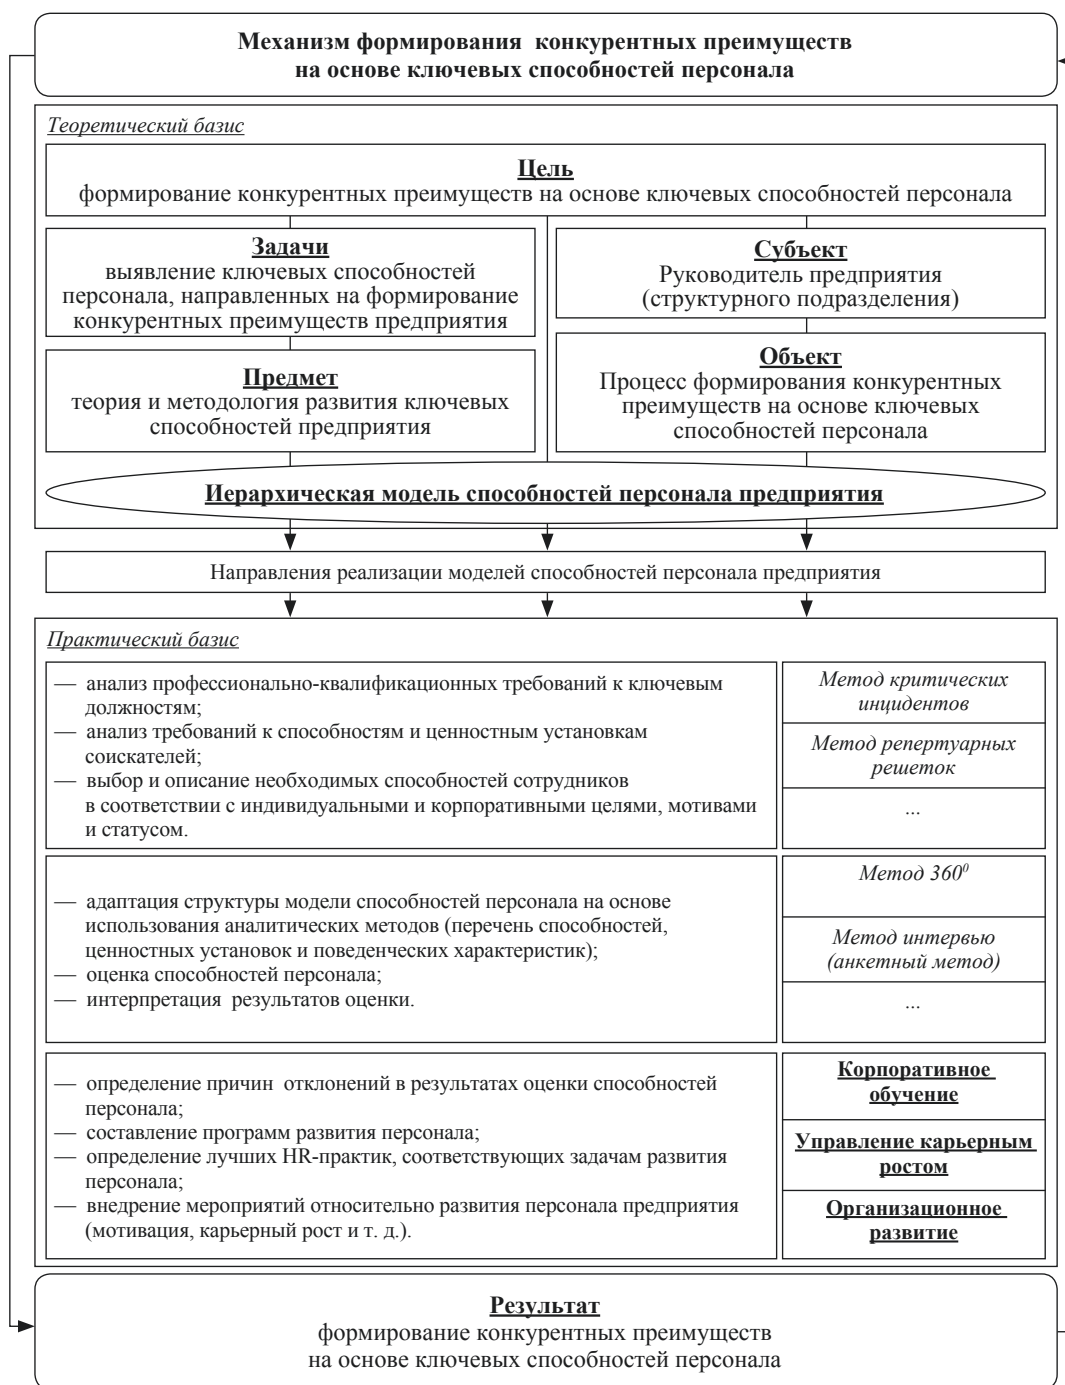 Механизм формирования конкурентных преимуществ
на основе ключевых способностей персонала
Теоретический базис
Цель
формирование конкурентных преимуществ на основе ключевых способностей персонала
Задачи
выявление ключевых способностей
персонала, направленных на формирование
конкурентных преимуществ предприятия
Субъект
Руководитель предприятия
(структурного подразделения)
Предмет
теория и методология развития ключевых
способностей предприятия
Объект
Процесс формирования конкурентных
преимуществ на основе ключевых
способностей персонала
Иерархическая модель способностей персонала предприятия
Направления реализации моделей способностей персонала предприятия
Практический базис
— анализ профессионально-квалификационных требований к ключевым
должностям;
— анализ требований к способностям и ценностным установкам
соискателей;
— выбор и описание необходимых способностей сотрудников
в соответствии с индивидуальными и корпоративными целями, мотивами
и статусом.
Метод критических
инцидентов
Метод репертуарных
решеток
...
— адаптация структуры модели способностей персонала на основе
использования аналитических методов (перечень способностей,
ценностных установок и поведенческих характеристик);
— оценка способностей персонала;
— интерпретация результатов оценки.
Метод 360⁰
Метод интервью
(анкетный метод)
...
— определение причин отклонений в результатах оценки способностей
персонала;
— составление программ развития персонала;
— определение лучших HR-практик, соответствующих задачам развития
персонала;
— внедрение мероприятий относительно развития персонала предприятия
(мотивация, карьерный рост и т. д.).
Корпоративное
обучение
Управление карьерным
ростом
Организационное
развитие
Результат
формирование конкурентных преимуществ
на основе ключевых способностей персонала